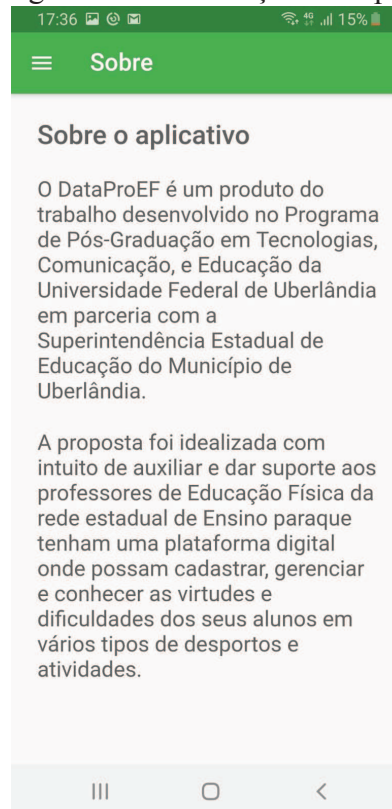 17:36 4G 15%
Sobre
Sobre o aplicativo
O DataProEF é um produto do
trabalho desenvolvido no Programa
de Pós-Graduação em Tecnologias,
Comunicação, e Educação da
Universidade Federal de Uberlândia
em parceria com a
Superintendência Estadual de
Educação do Município de
Uberlândia.
A proposta foi idealizada com
intuito de auxiliar e dar suporte aos
professores de Educação Física da
rede estadual de Ensino paraque
tenham uma plataforma digital
onde possam cadastrar, gerenciar
e conhecer as virtudes e
dificuldades dos seus alunos em
vários tipos de desportos e
atividades.